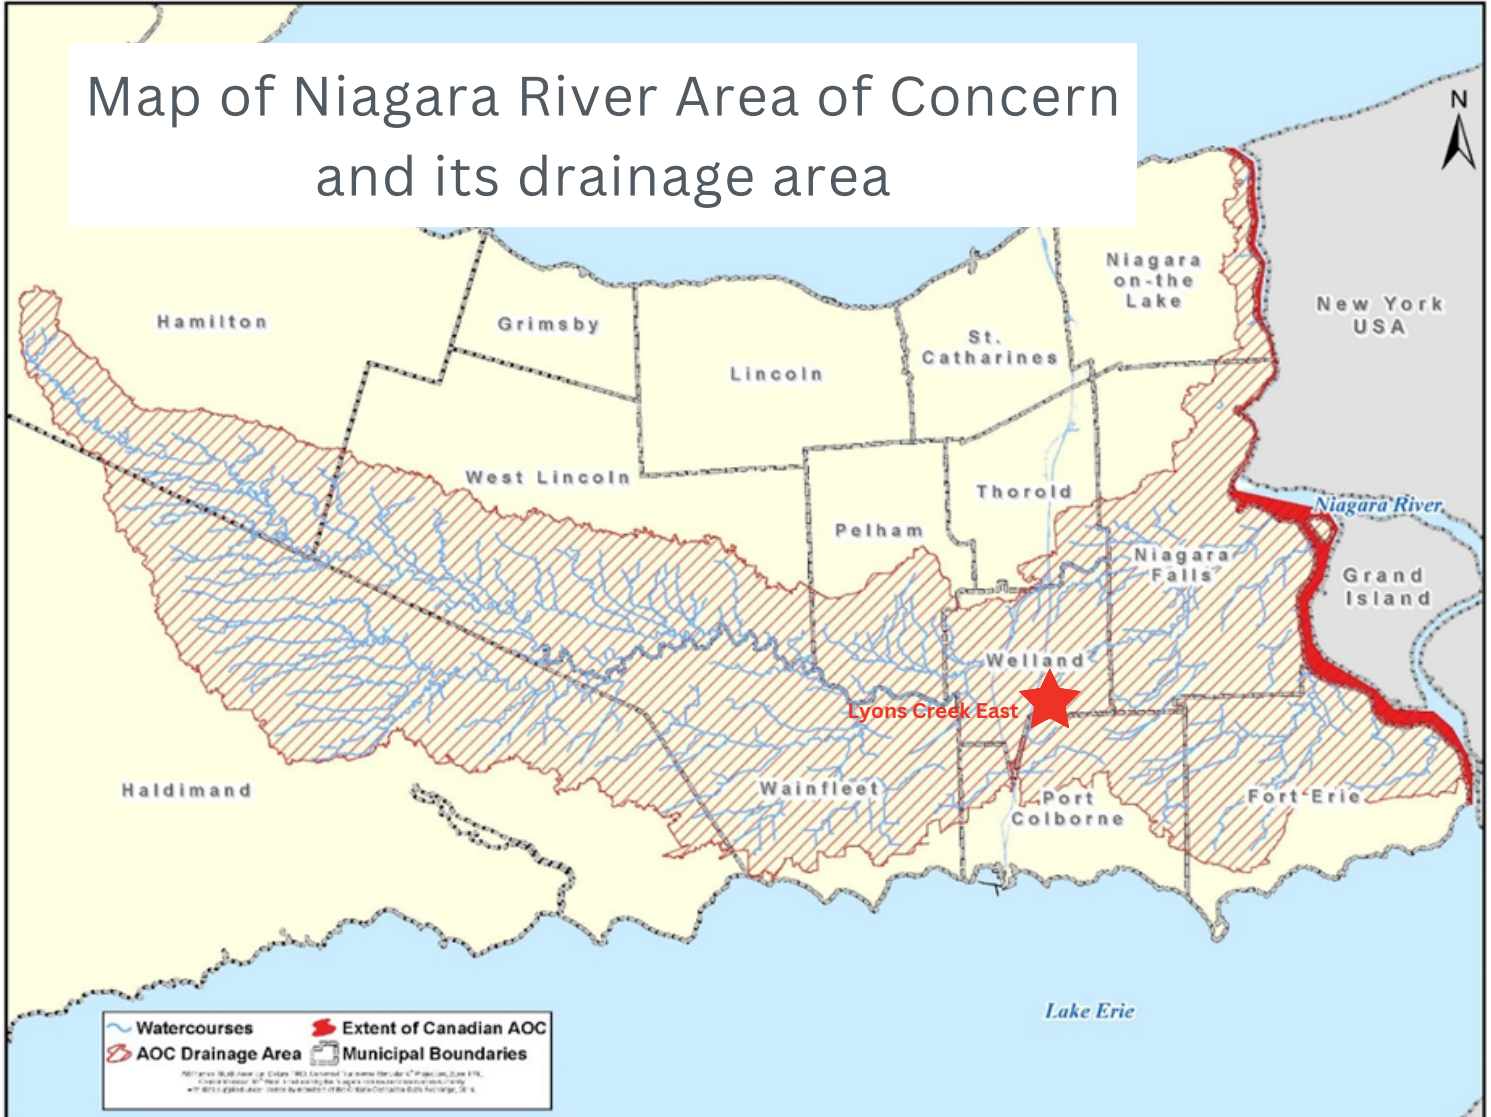 Map of Niagara River Area of Concern
and its drainage area
N
Niagara
on-the
Lake
New York
USA
Hamilton
Grimsby
St.
Catharines
Lincoln
West Lincoln
Thorold
Niagara River
Pelham
Niagara
Falls
Grand
Island
Welland
Lyons Creek East
Haldimand
Wainfleet
Port
Colborne
Fort Erie
Lake Erie
Watercourses
Extent of Canadian AOC
AOC Drainage Area
Municipal Boundaries